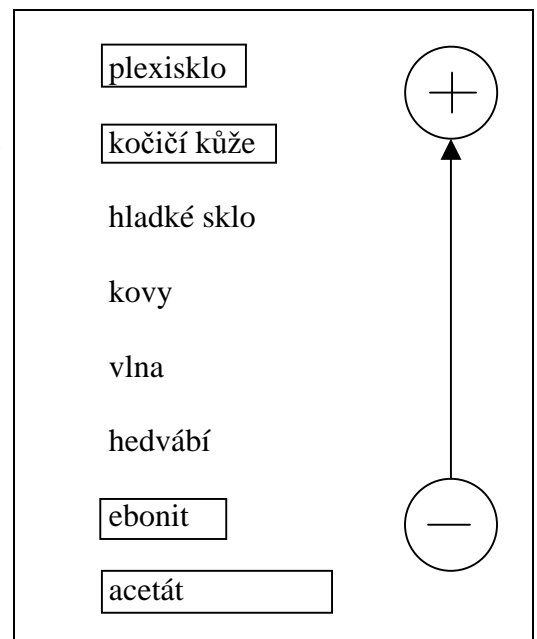 plexisklo
kočičí kůže
hladké sklo
kovy
vlna
hedvábí
ebonit
acetát
+
−